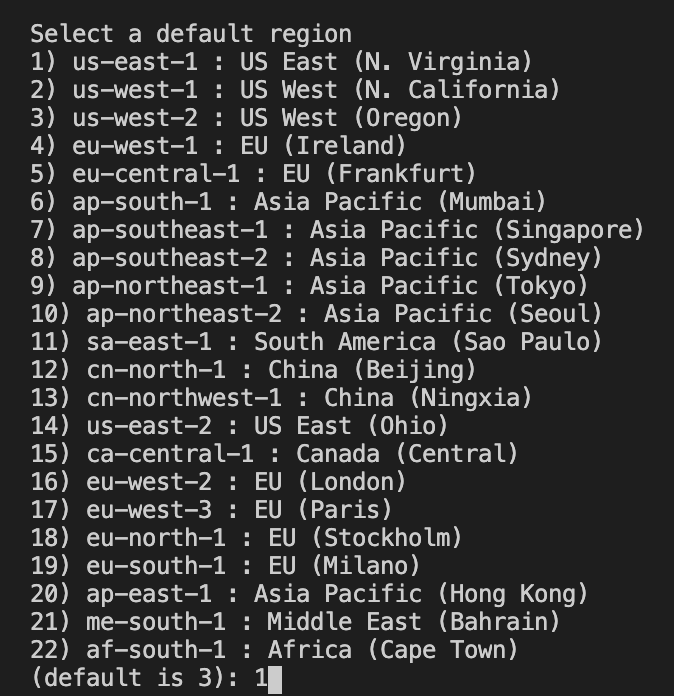 Select a default region
1) us-east-1 : US East (N. Virginia)
2) us-west-1 : US West (N. California)
3) us-west-2 : US West (Oregon)
4) eu-west-1 : EU (Ireland)
5) eu-central-1 : EU (Frankfurt)
6) ap-south-1 : Asia Pacific (Mumbai)
7) ap-southeast-1 : Asia Pacific (Singapore)
8) ap-southeast-2 : Asia Pacific (Sydney)
9) ap-northeast-1 : Asia Pacific (Tokyo)
10) ap-northeast-2 : Asia Pacific (Seoul)
11) sa-east-1 : South America (Sao Paulo)
12) cn-north-1 : China (Beijing)
13) cn-northwest-1 : China (Ningxia)
14) us-east-2 : US East (Ohio)
15) ca-central-1 : Canada (Central)
16) eu-west-2 : EU (London)
17) eu-west-3 : EU (Paris)
18) eu-north-1 : EU (Stockholm)
19) eu-south-1 : EU (Milano)
20) ap-east-1 : Asia Pacific (Hong Kong)
21) me-south-1 : Middle East (Bahrain)
22) af-south-1 : Africa (Cape Town)
(default is 3): 1